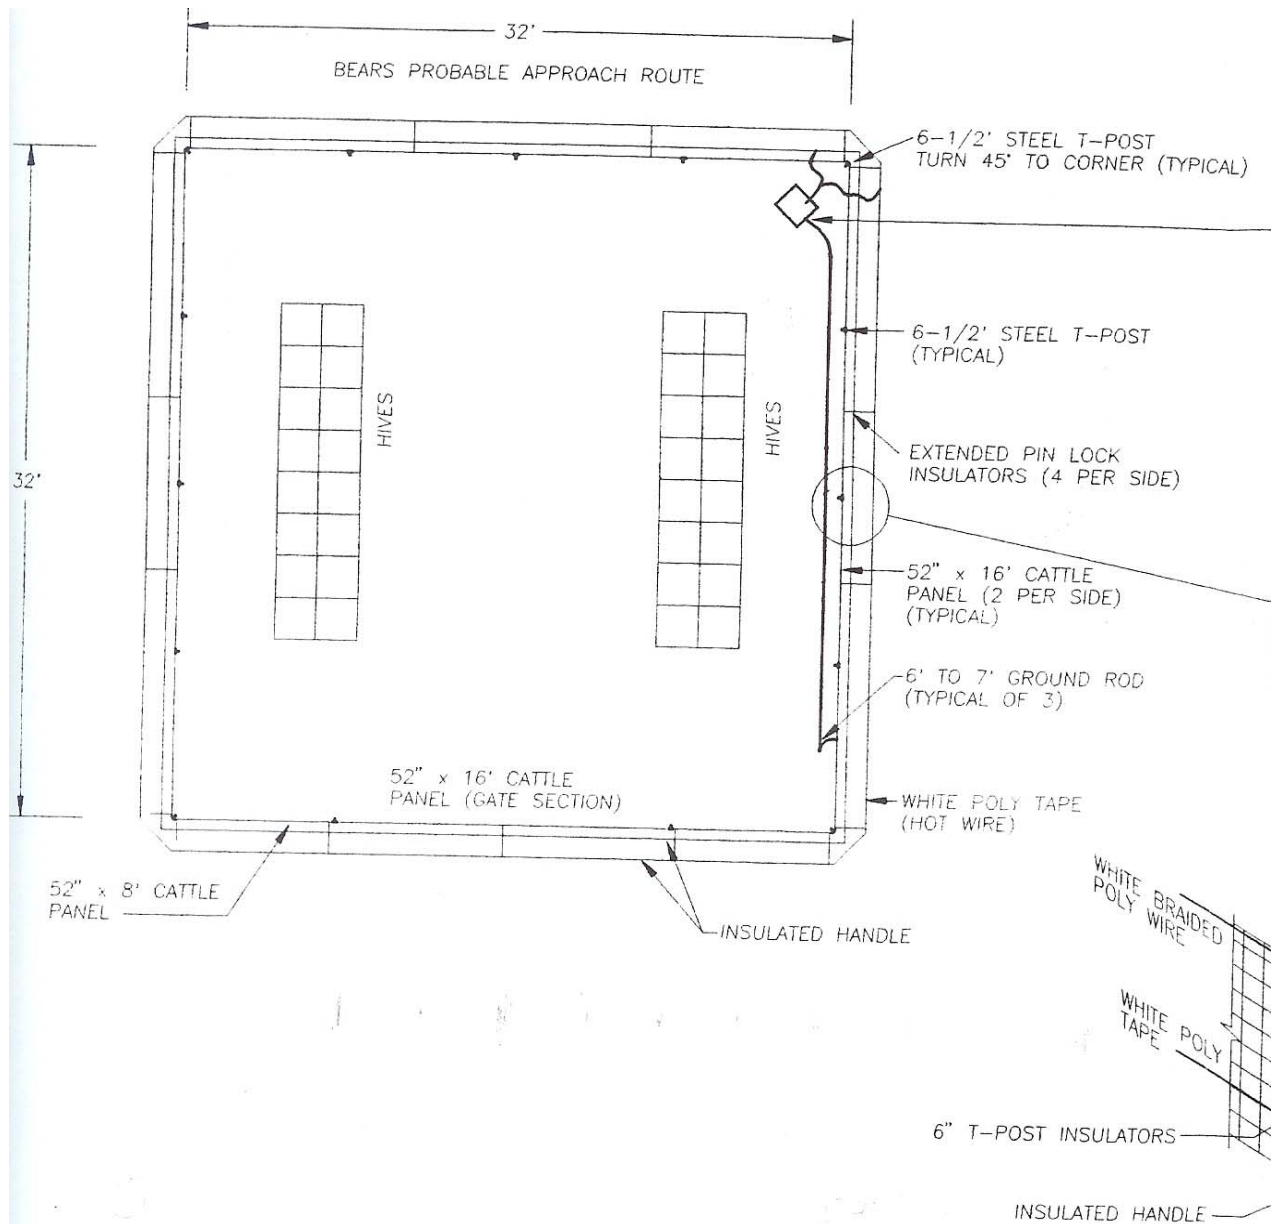 32'
BEARS PROBABLE APPROACH ROUTE
6-1/2' STEEL T-POST
TURN 45° TO CORNER (TYPICAL)
6-1/2' STEEL T-POST
(TYPICAL)
HIVES
HIVES
EXTENDED PIN LOCK
INSULATORS (4 PER SIDE)
32'
52" x 16' CATTLE
PANEL (2 PER SIDE)
(TYPICAL)
6' TO 7' GROUND ROD
(TYPICAL OF 3)
52" x 16' CATTLE
PANEL (GATE SECTION)
WHITE POLY TAPE
(HOT WIRE)
52" x 8' CATTLE
PANEL
INSULATED HANDLE
WHITE BRAIDED
POLY WIRE
WHITE POLY
TAPE
6" T-POST INSULATORS
INSULATED HANDLE